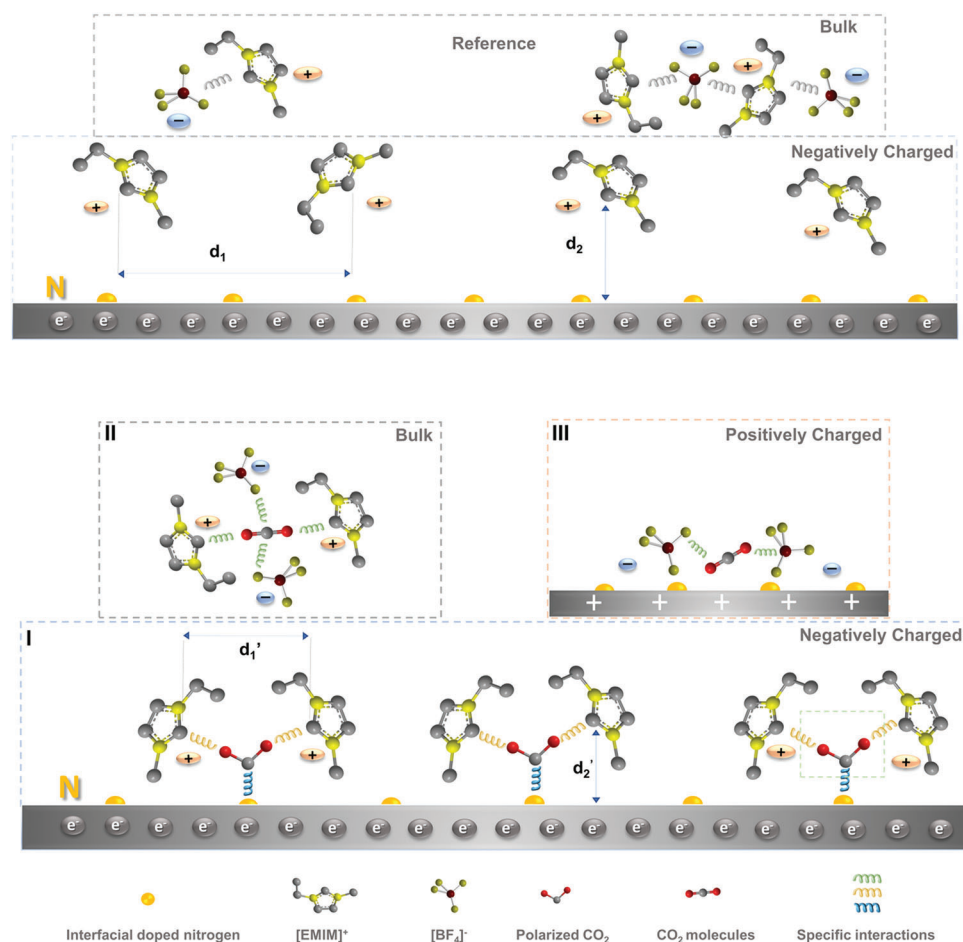 Reference
Bulk
+
−
+
−
+
−
Negatively Charged
+
+
+
+
d₁
d₂
N
e⁻ e⁻ e⁻ e⁻ e⁻ e⁻ e⁻ e⁻ e⁻ e⁻ e⁻ e⁻ e⁻ e⁻ e⁻ e⁻ e⁻ e⁻ e⁻ e⁻ e⁻
II
Bulk
−
+
+
−
III
Positively Charged
−
−
+ + + + +
I
Negatively Charged
d₁'
+
+
+
+
d₂'
N
e⁻ e⁻ e⁻ e⁻ e⁻ e⁻ e⁻ e⁻ e⁻ e⁻ e⁻ e⁻ e⁻ e⁻ e⁻ e⁻ e⁻ e⁻ e⁻ e⁻ e⁻
Interfacial doped nitrogen
[EMIM]⁺
[BF₄]⁻
Polarized CO₂
CO₂ molecules
Specific interactions